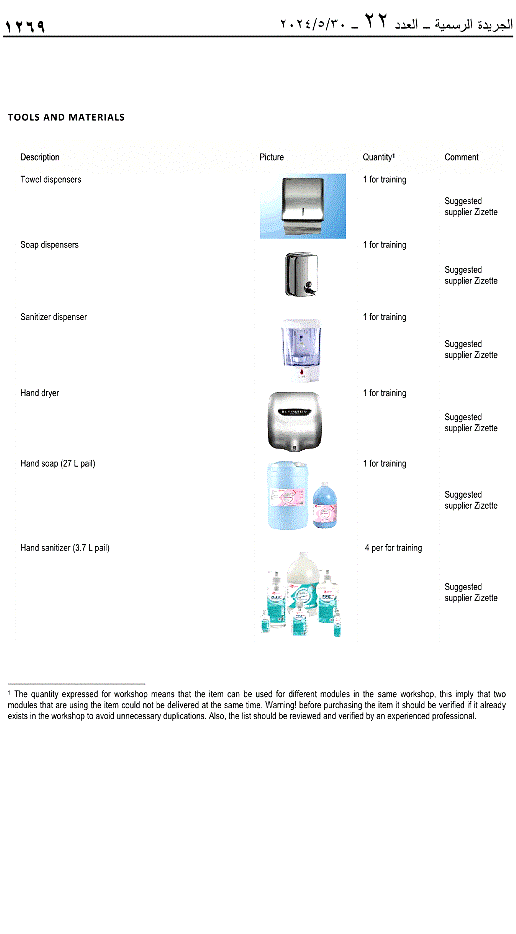 ١٢٦٩
الجريدة الرسمية ــ العدد ٢٢ ــ ٢٠٢٤/٥/٣٠
TOOLS AND MATERIALS
Description Picture Quantity¹ Comment
Towel dispensers 1 for training
Suggested
supplier Zizette
Soap dispensers 1 for training
Suggested
supplier Zizette
Sanitizer dispenser 1 for training
Suggested
supplier Zizette
Hand dryer 1 for training
Suggested
supplier Zizette
Hand soap (27 L pail) 1 for training
Suggested
supplier Zizette
Hand sanitizer (3.7 L pail) 4 per for training
Suggested
supplier Zizette
¹ The quantity expressed for workshop means that the item can be used for different modules in the same workshop, this imply that two
modules that are using the item could not be delivered at the same time. Warning! before purchasing the item it should be verified if it already
exists in the workshop to avoid unnecessary duplications. Also, the list should be reviewed and verified by an experienced professional.